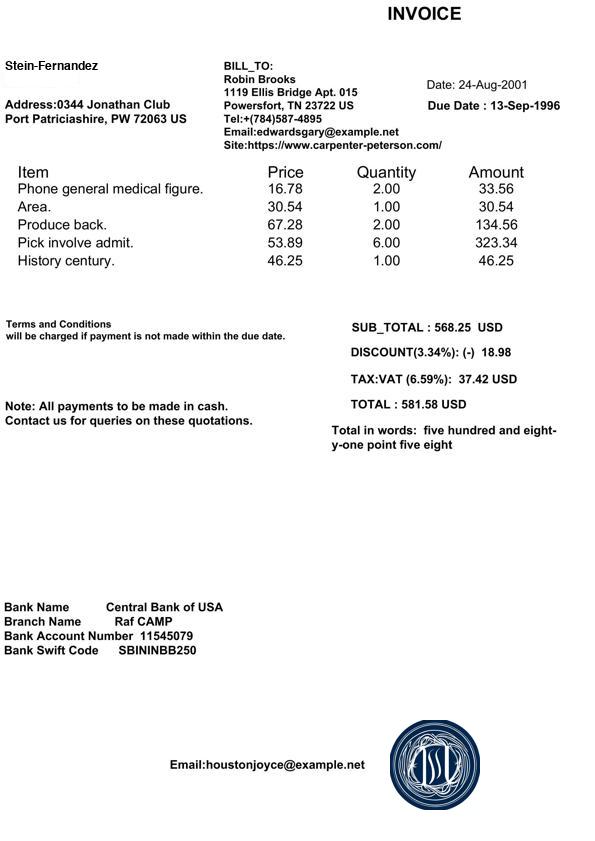 INVOICE
Stein-Fernandez
Address:0344 Jonathan Club
Port Patriciashire, PW 72063 US
BILL_TO:
Robin Brooks
1119 Ellis Bridge Apt. 015
Powersfort, TN 23722 US
Tel:+(784)587-4895
Email:edwardsgary@example.net
Site:https://www.carpenter-peterson.com/
Date: 24-Aug-2001
Due Date : 13-Sep-1996
Item Price Quantity Amount
Phone general medical figure. 16.78 2.00 33.56
Area. 30.54 1.00 30.54
Produce back. 67.28 2.00 134.56
Pick involve admit. 53.89 6.00 323.34
History century. 46.25 1.00 46.25
Terms and Conditions
will be charged if payment is not made within the due date.
SUB_TOTAL : 568.25 USD
DISCOUNT(3.34%): (-) 18.98
TAX:VAT (6.59%): 37.42 USD
TOTAL : 581.58 USD
Note: All payments to be made in cash.
Contact us for queries on these quotations.
Total in words: five hundred and eight-
y-one point five eight
Bank Name Central Bank of USA
Branch Name Raf CAMP
Bank Account Number 11545079
Bank Swift Code SBININBB250
Email:houstonjoyce@example.net